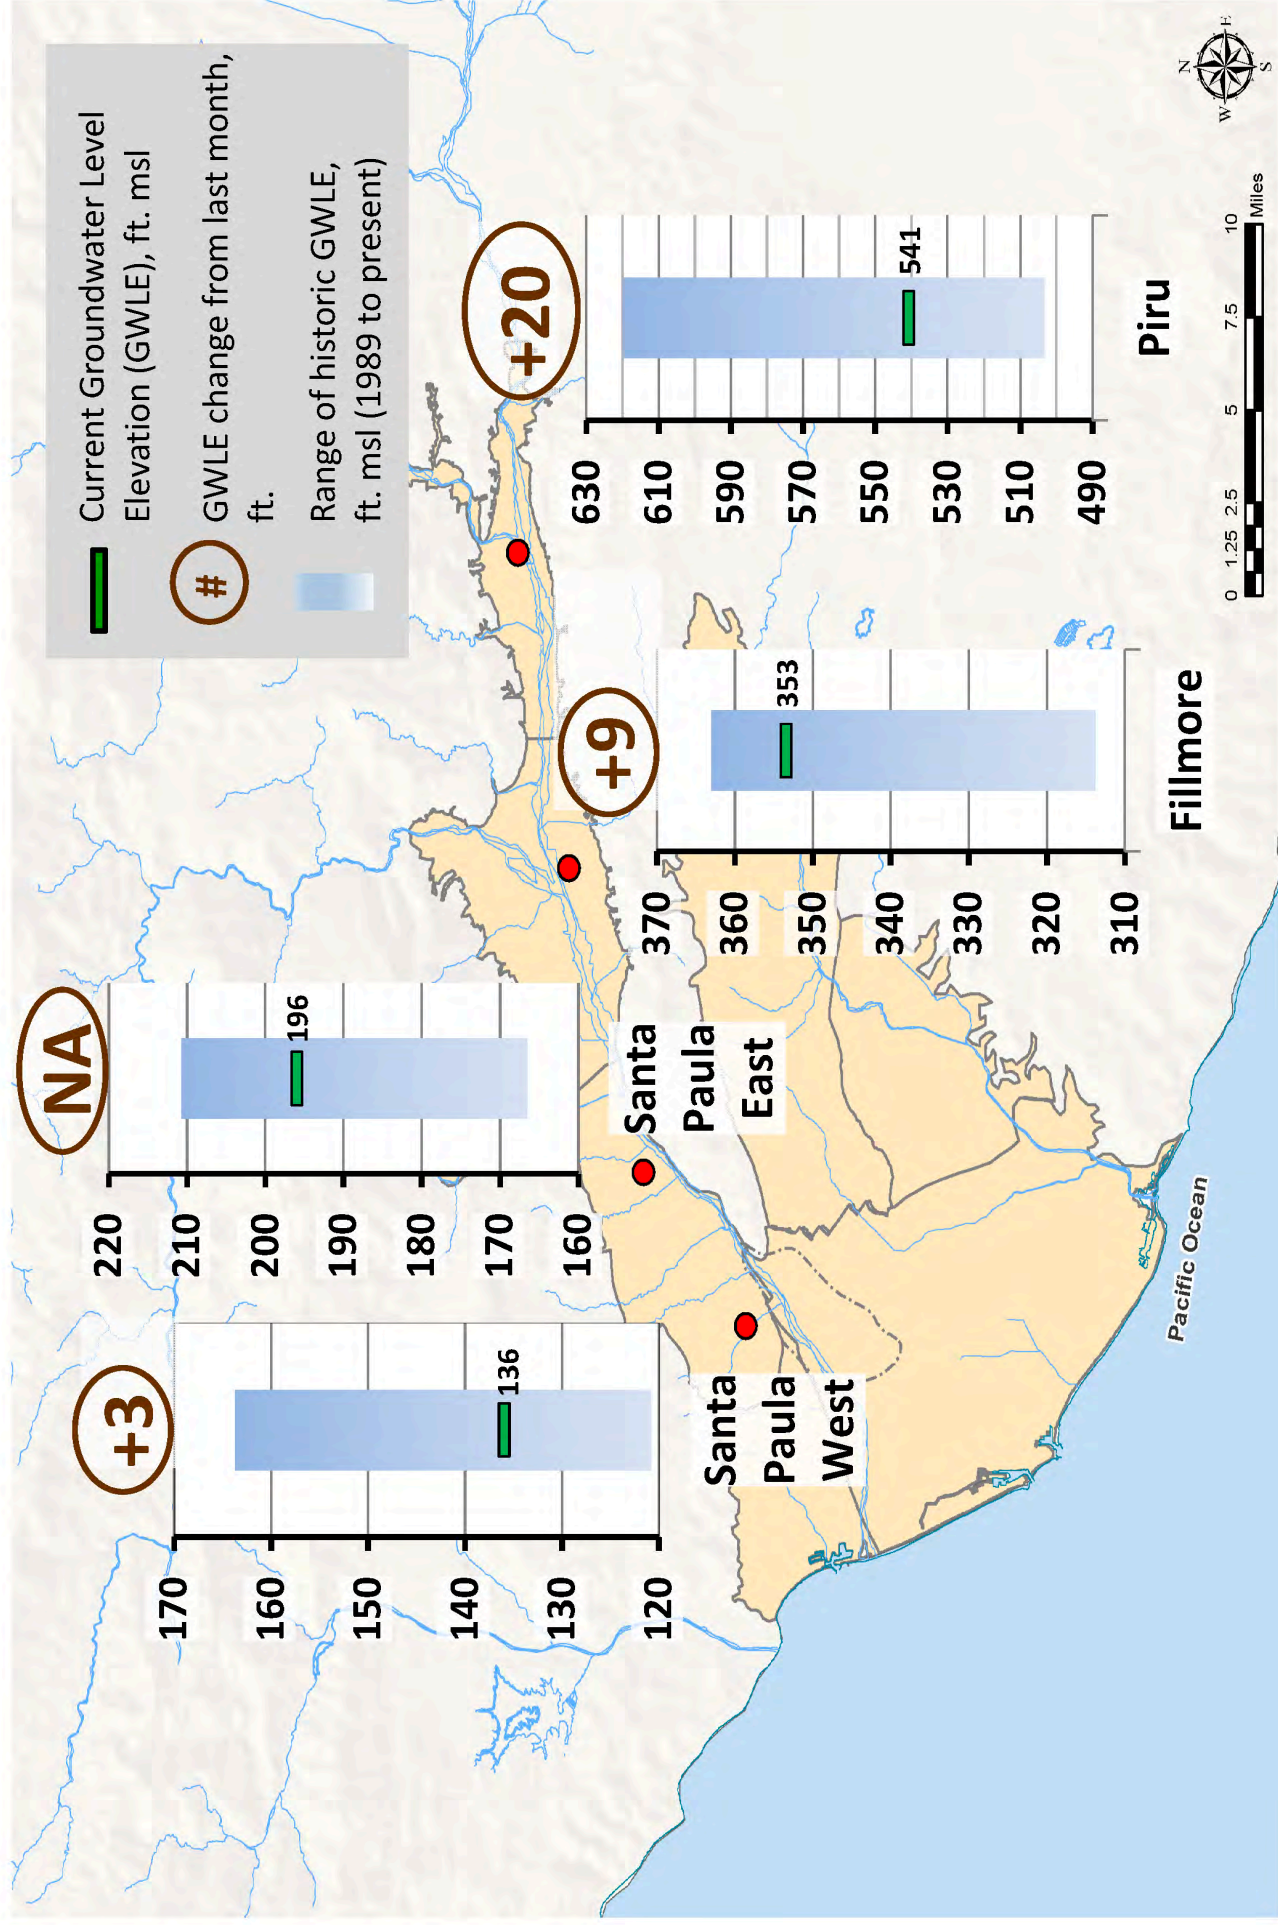 Current Groundwater Level
Elevation (GWLE), ft. msl
#
GWLE change from last month,
ft.
Range of historic GWLE,
ft. msl (1989 to present)
+3
170
160
150
140
130
120
136
Santa
Paula
West
NA
220
210
200
190
180
170
160
196
Santa
Paula
East
+9
370
360
350
340
330
320
310
353
Fillmore
+20
630
610
590
570
550
530
510
490
541
Piru
Pacific Ocean
0 1.25 2.5 5 7.5 10
Miles
N
W E
S